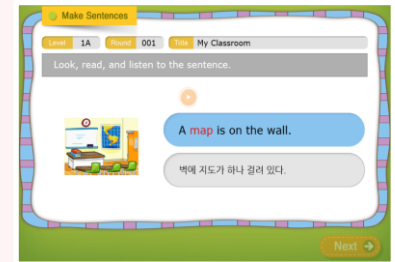 Make Sentences
Level 1A Round 001 Title My Classroom
Look, read, and listen to the sentence.
A map is on the wall.
벽에 지도가 하나 걸려 있다.
Next